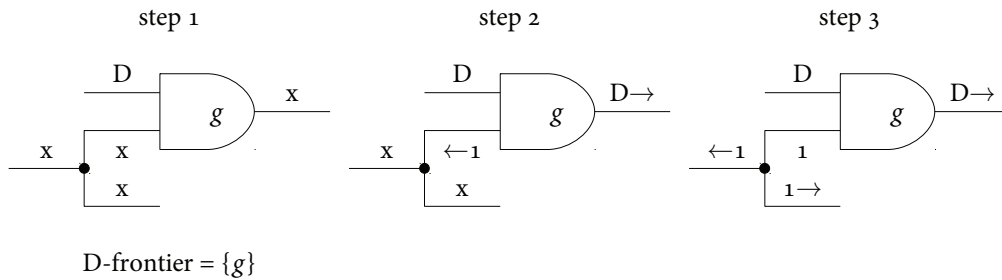 step 1 step 2 step 3
D D D
g g g
x D→ D→
x x x ←1 ←1 1
x x 1→
D-frontier = {g}